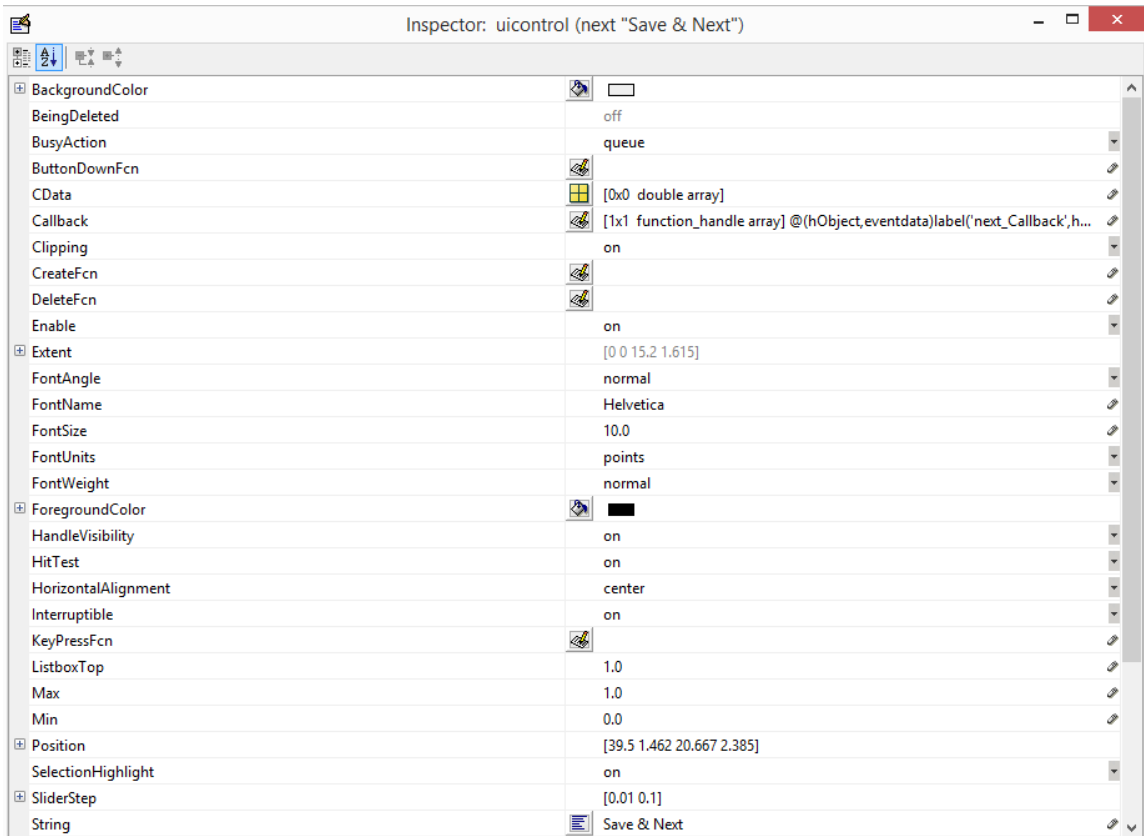 Inspector: uicontrol (next "Save & Next")
BackgroundColor
BeingDeleted off
BusyAction queue
ButtonDownFcn
CData [0x0 double array]
Callback [1x1 function_handle array] @(hObject,eventdata)label('next_Callback',h...
Clipping on
CreateFcn
DeleteFcn
Enable on
Extent [0 0 15.2 1.615]
FontAngle normal
FontName Helvetica
FontSize 10.0
FontUnits points
FontWeight normal
ForegroundColor
HandleVisibility on
HitTest on
HorizontalAlignment center
Interruptible on
KeyPressFcn
ListboxTop 1.0
Max 1.0
Min 0.0
Position [39.5 1.462 20.667 2.385]
SelectionHighlight on
SliderStep [0.01 0.1]
String Save & Next